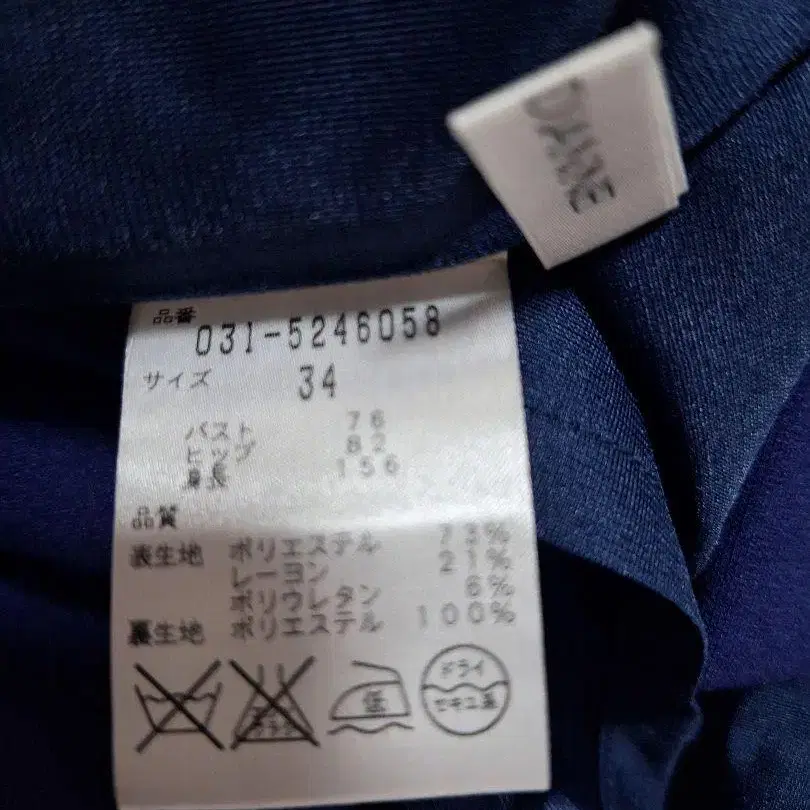 品番
031-5246058
サイズ 34
バスト 76
ヒップ 82
身長 156
品質
表生地 ポリエステル 73%
レーヨン 21%
ポリウレタン 6%
裏生地 ポリエステル 100%
低
ドライ
セキユ系